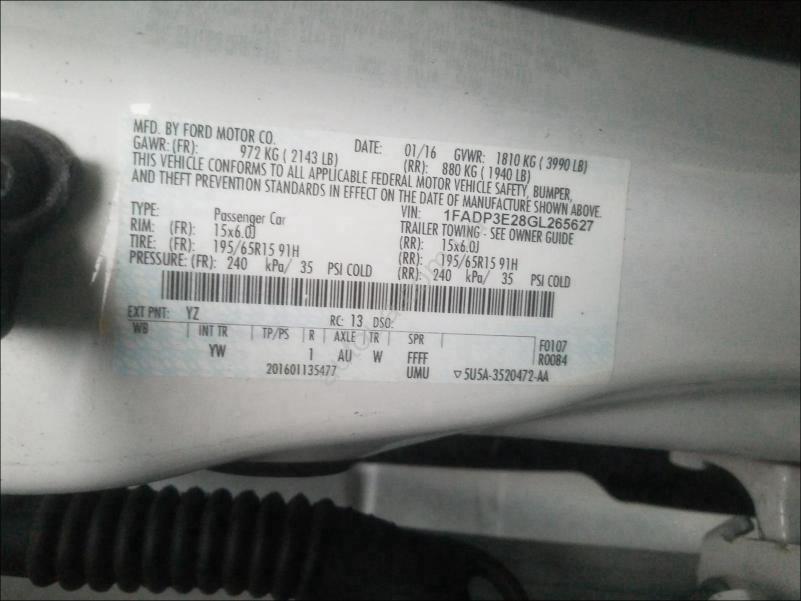 MFD. BY FORD MOTOR CO. DATE: 01/16 GVWR: 1810 KG ( 3990 LB)
GAWR:(FR): 972 KG ( 2143 LB) (RR): 880 KG ( 1940 LB)
THIS VEHICLE CONFORMS TO ALL APPLICABLE FEDERAL MOTOR VEHICLE SAFETY, BUMPER,
AND THEFT PREVENTION STANDARDS IN EFFECT ON THE DATE OF MANUFACTURE SHOWN ABOVE.
TYPE: Passenger Car VIN: 1FADP3E28GL265627
TRAILER TOWING - SEE OWNER GUIDE
RIM: (FR): 15x6.0J (RR): 15x6.0J
TIRE: (FR): 195/65R15 91H (RR): 195/65R15 91H
PRESSURE: (FR): 240 kPa/ 35 PSI COLD (RR): 240 kPa/ 35 PSI COLD
EXT PNT: YZ RC: 13 DSO:
WB INT TR TP/PS R AXLE TR SPR F0107
YW 1 AU W FFFF R0084
201601135477 UMU ▽5U5A-3520472-AA